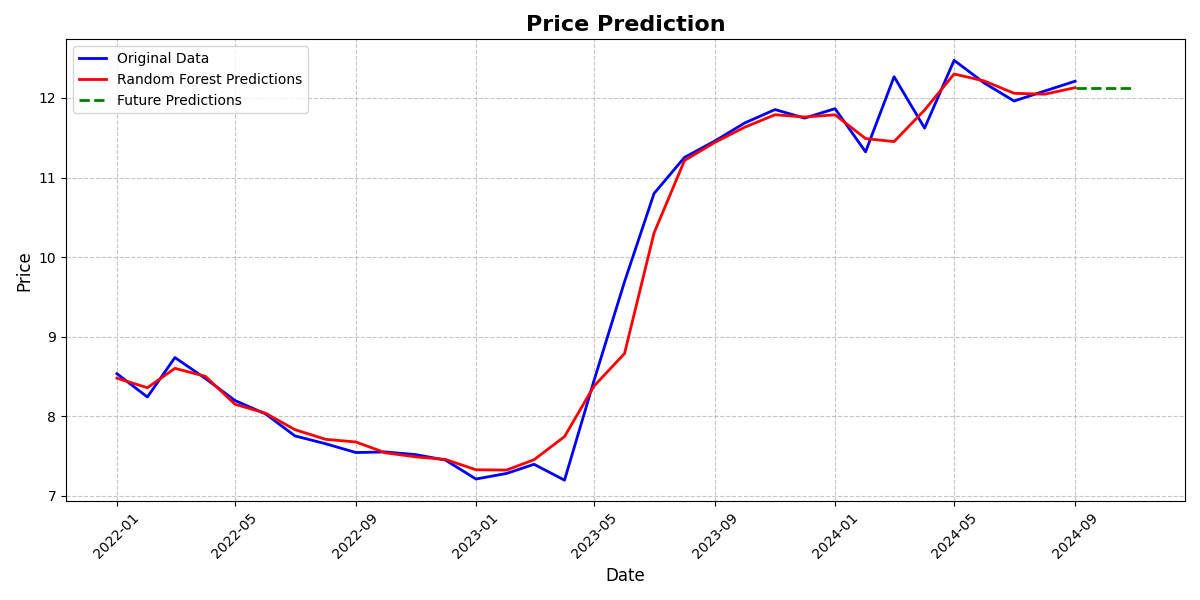 Price Prediction
Original Data
Random Forest Predictions
Future Predictions
Price
12
11
10
9
8
7
2022-01
2022-05
2022-09
2023-01
2023-05
2023-09
2024-01
2024-05
2024-09
Date